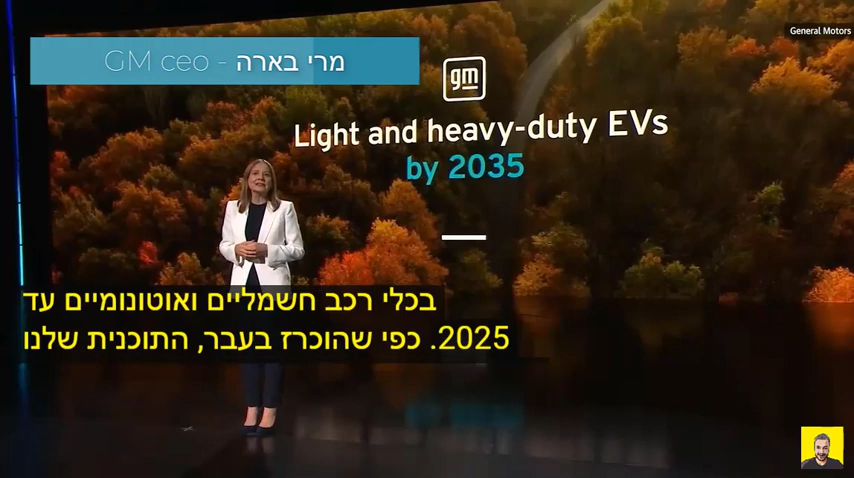 General Motors
מרי בארה - GM ceo
gm
Light and heavy-duty EVs
by 2035
בכלי רכב חשמליים ואוטונומיים עד
2025. כפי שהוכרז בעבר, התוכנית שלנו